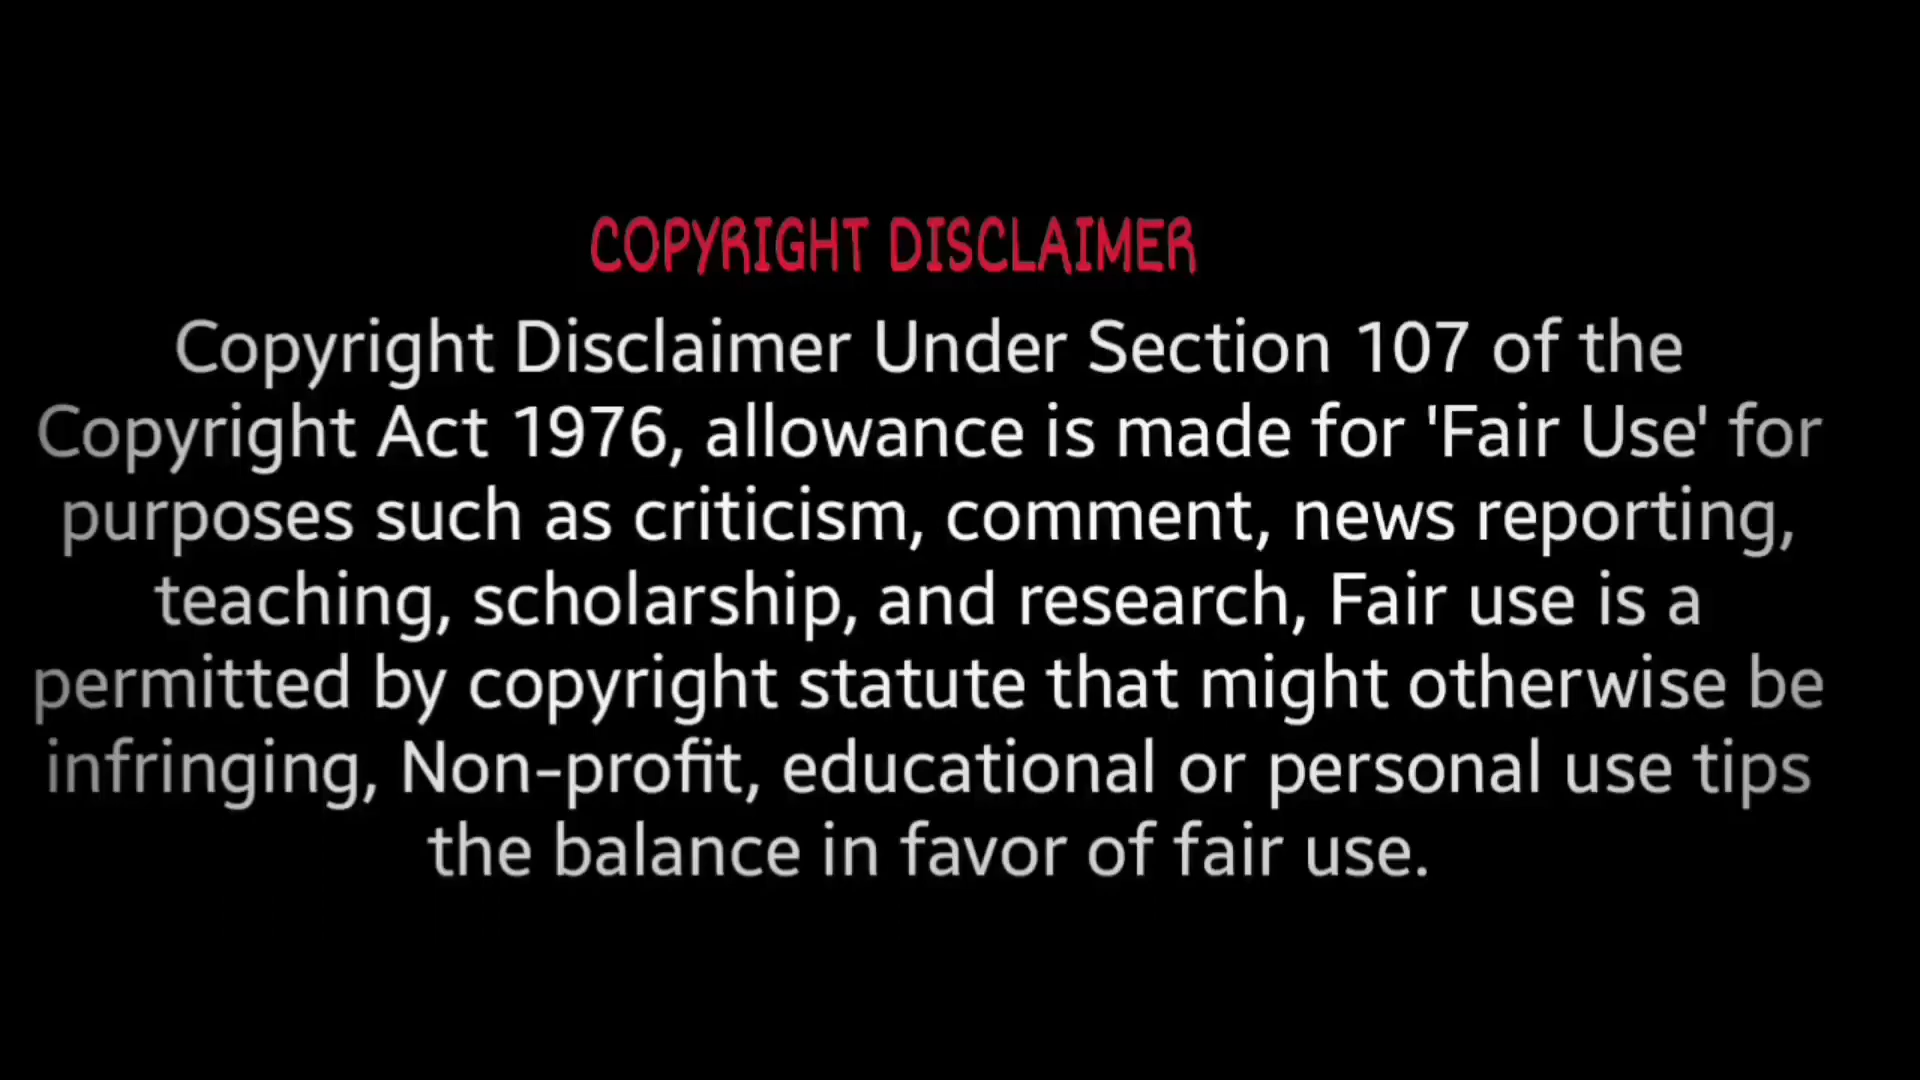 COPYRIGHT DISCLAIMER
Copyright Disclaimer Under Section 107 of the
Copyright Act 1976, allowance is made for 'Fair Use' for
purposes such as criticism, comment, news reporting,
teaching, scholarship, and research, Fair use is a
permitted by copyright statute that might otherwise be
infringing, Non-profit, educational or personal use tips
the balance in favor of fair use.